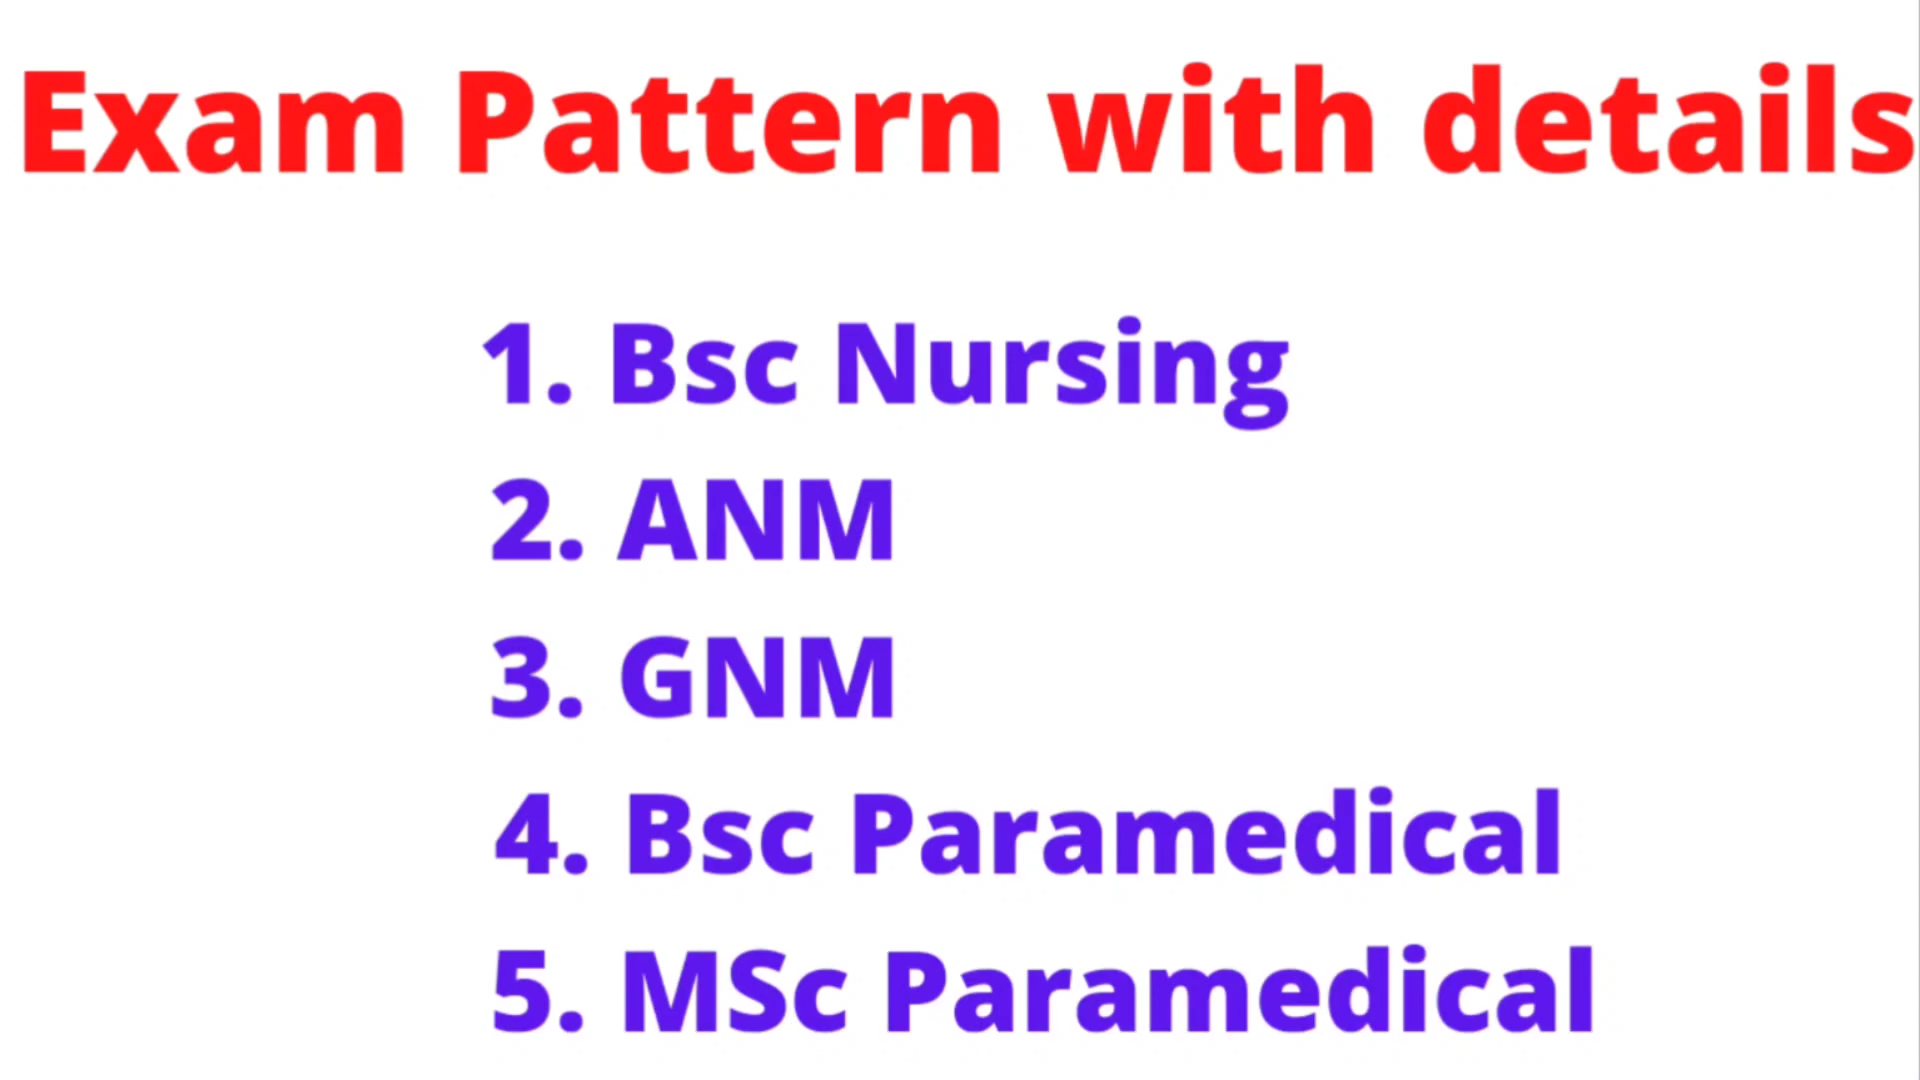 Exam Pattern with details
1. Bsc Nursing
2. ANM
3. GNM
4. Bsc Paramedical
5. MSc Paramedical